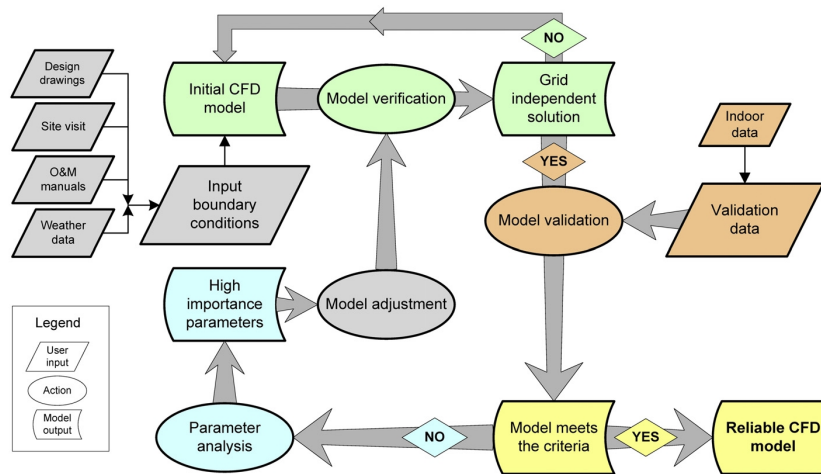 NO
Design
drawings
Site visit
O&M
manuals
Weather
data
Initial CFD
model
Model verification
Grid
independent
solution
Input
boundary
conditions
YES
Indoor
data
Model validation
Validation
data
High
importance
parameters
Model adjustment
Legend
User
input
Action
Model
output
Parameter
analysis
NO
Model meets
the criteria
YES
Reliable CFD
model